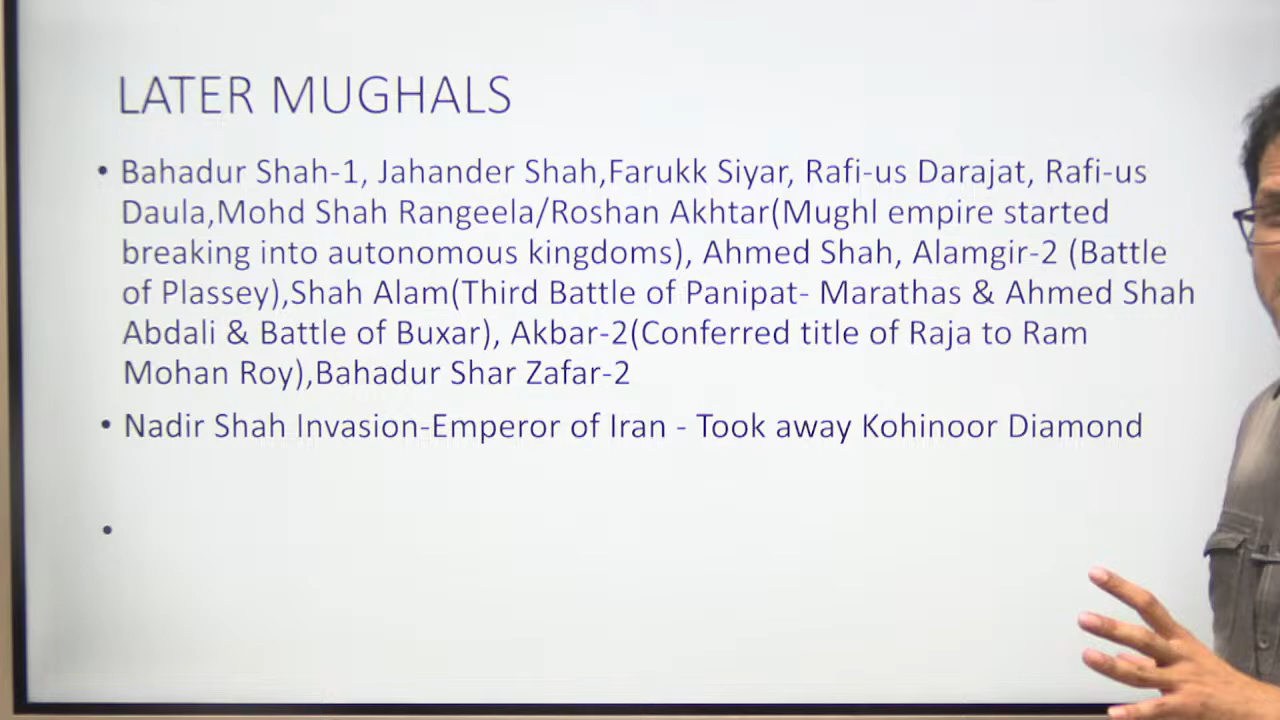 LATER MUGHALS
• Bahadur Shah-1, Jahander Shah,Farukk Siyar, Rafi-us Darajat, Rafi-us
Daula,Mohd Shah Rangeela/Roshan Akhtar(Mughl empire started
breaking into autonomous kingdoms), Ahmed Shah, Alamgir-2 (Battle
of Plassey),Shah Alam(Third Battle of Panipat- Marathas & Ahmed Shah
Abdali & Battle of Buxar), Akbar-2(Conferred title of Raja to Ram
Mohan Roy),Bahadur Shar Zafar-2
• Nadir Shah Invasion-Emperor of Iran - Took away Kohinoor Diamond
•